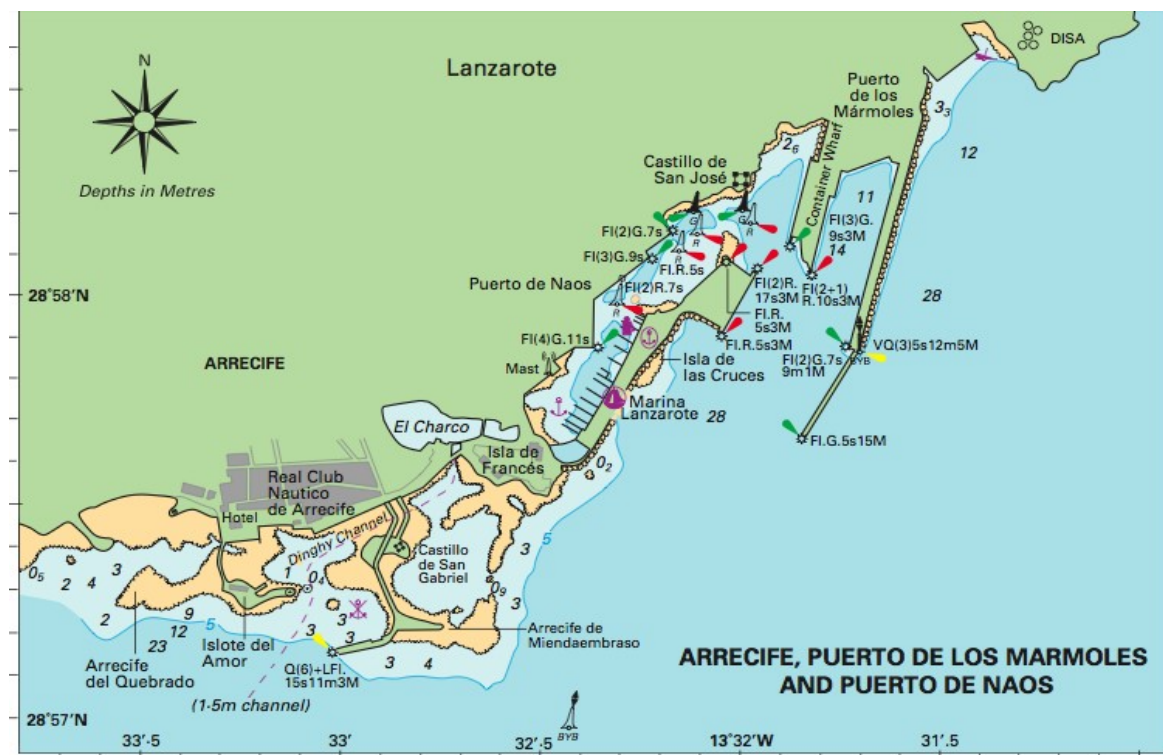 Lanzarote
DISA
N
Depths in Metres
Puerto
de los
Mármoles
3₃
12
2₆
Container Wharf
Castillo de
San José
11
Fl(3)G.
9s3M
14
G
G
R
R
R
R
Fl(2)G.7s
Fl(3)G.9s
Fl.R.5s
Fl(2)R.7s
Puerto de Naos
Fl(2)R.
17s3M
Fl(2+1)
R.10s3M
28
28°58'N
Fl.R.
5s3M
Fl.R.5s3M
Fl(4)G.11s
ARRECIFE
Mast
Isla de
las Cruces
Fl(2)G.7s
9m1M
BYB
VQ(3)5s12m5M
Marina
Lanzarote
28
El Charco
Isla de
Francés
Fl.G.5s15M
0₂
Real Club
Nautico
de Arrecife
Hotel
Dinghy Channel
Castillo
de San
Gabriel
5
3
3
0₉
3
0₅
2
4
3
1
0₄
2
9
12
23
5
3
3
3
3
4
Arrecife
del Quebrado
Islote del
Amor
Q(6)+LFl.
15s11m3M
(1·5m channel)
Arrecife de
Miendaembraso
ARRECIFE, PUERTO DE LOS MARMOLES
AND PUERTO DE NAOS
28°57'N
BYB
33'·5
33'
32'·5
13°32'W
31'·5